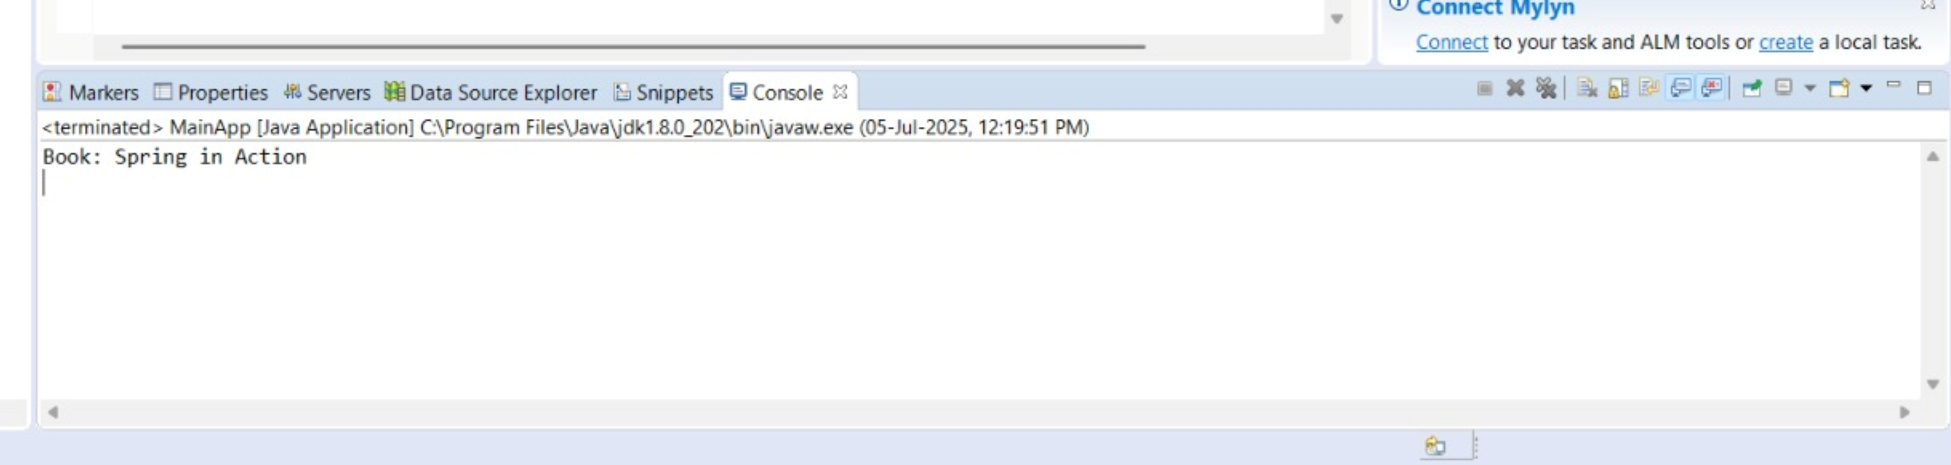 Connect Mylyn
Connect to your task and ALM tools or create a local task.
Markers Properties Servers Data Source Explorer Snippets Console
<terminated> MainApp [Java Application] C:\Program Files\Java\jdk1.8.0_202\bin\javaw.exe (05-Jul-2025, 12:19:51 PM)
Book: Spring in Action